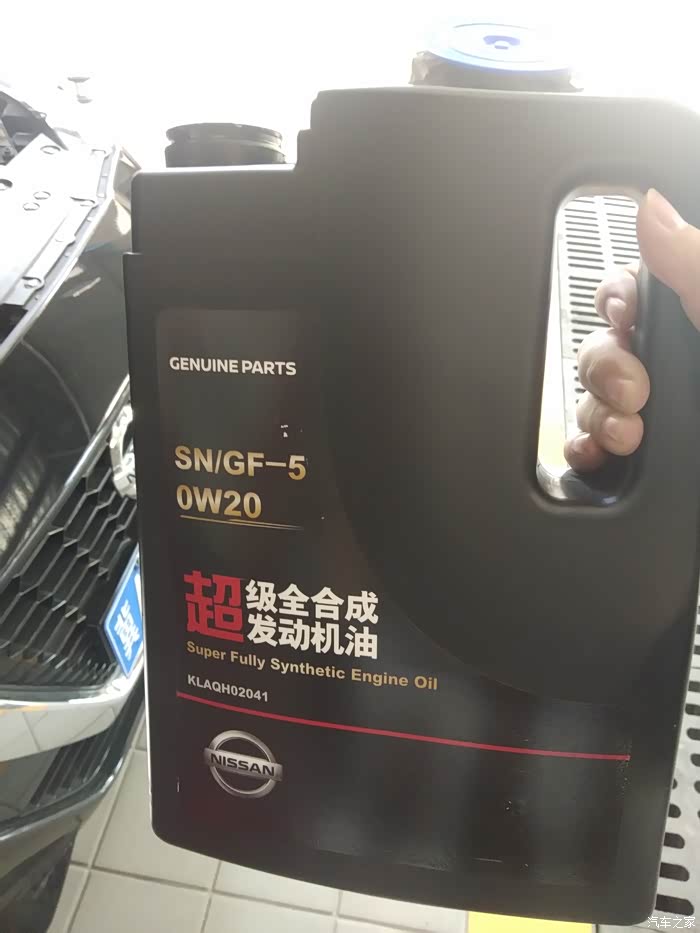 GENUINE PARTS
SN/GF-5
0W20
超级全合成
发动机油
Super Fully Synthetic Engine Oil
KLAQH02041
NISSAN
汽车之家